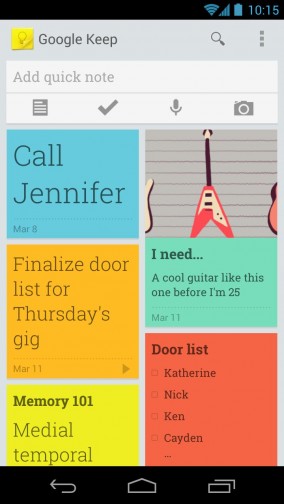 10:15
Google Keep
Add quick note
Call
Jennifer
Mar 8
Finalize door
list for
Thursday's
gig
Mar 11
Memory 101
Medial
temporal
I need...
A cool guitar like this
one before I'm 25
Mar 11
Door list
Katherine
Nick
Ken
Cayden
...